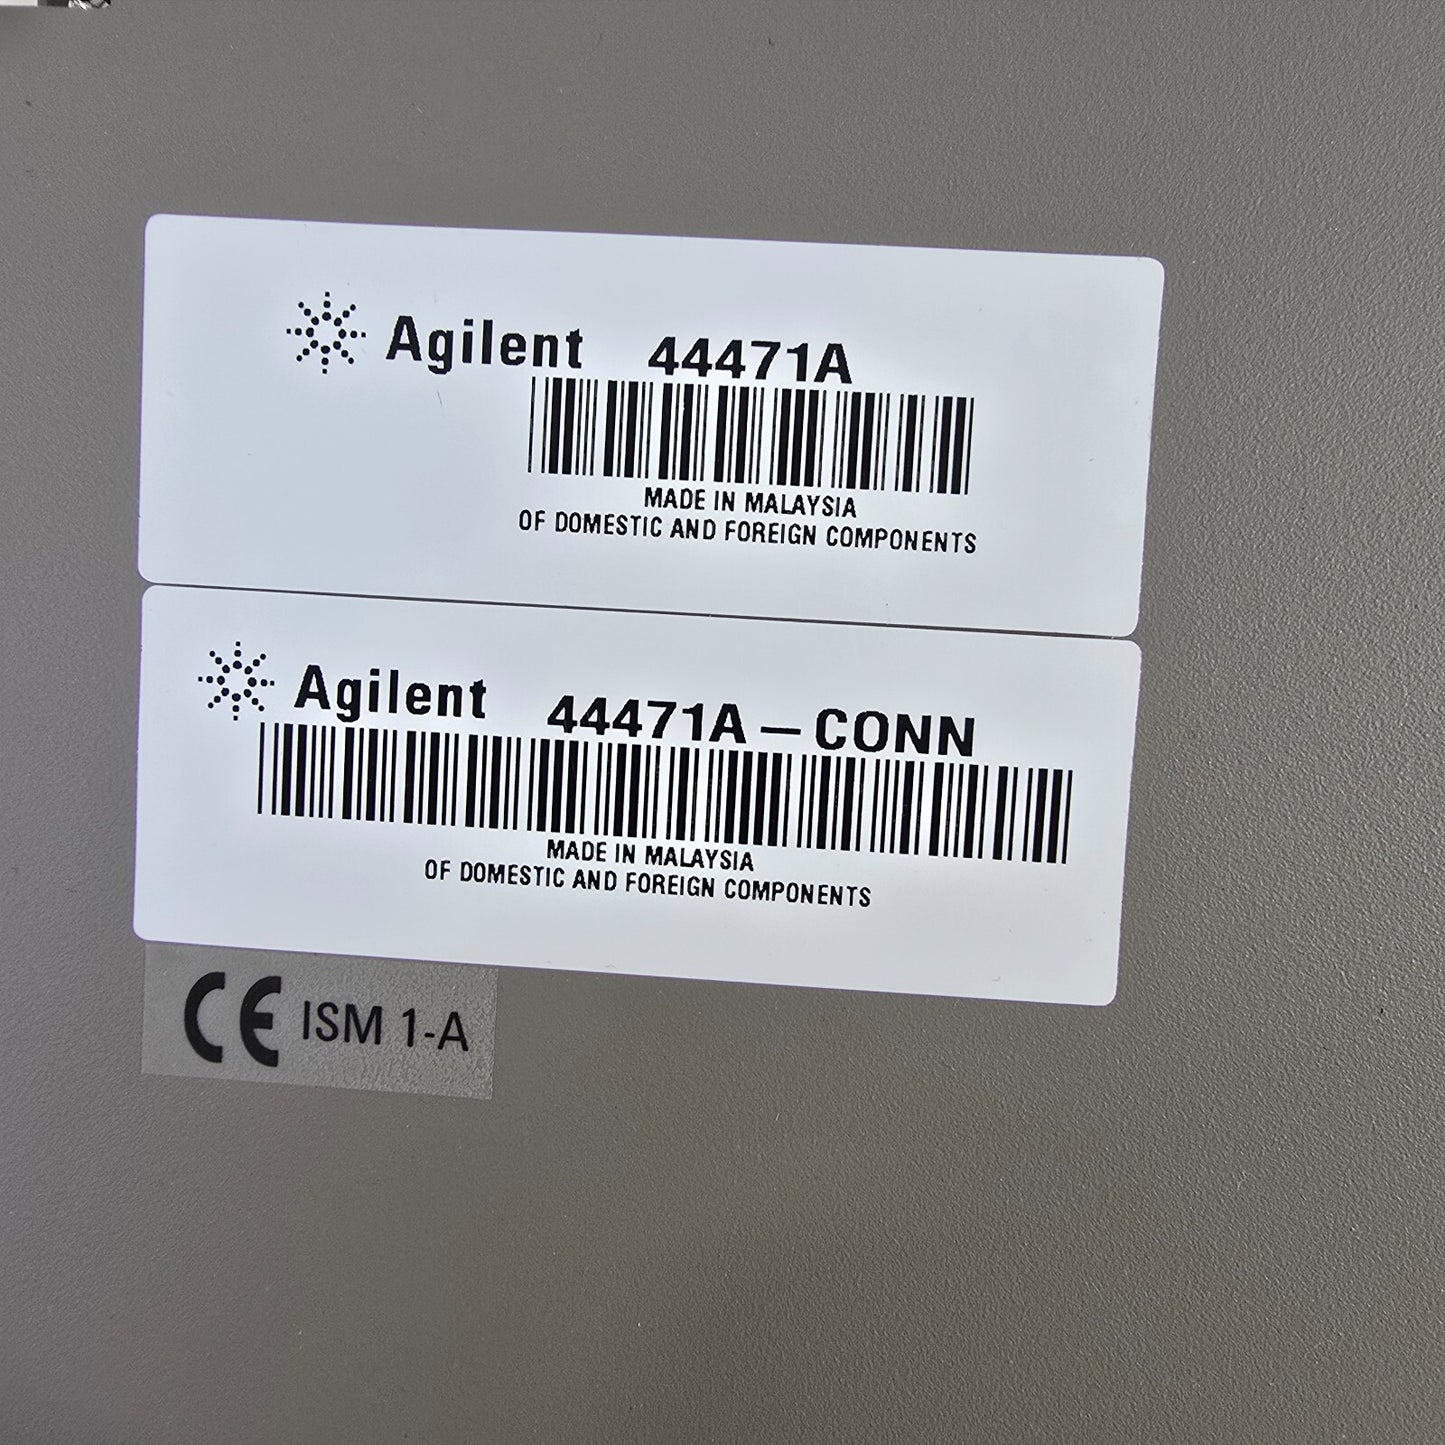 Agilent 44471A
MADE IN MALAYSIA
OF DOMESTIC AND FOREIGN COMPONENTS
Agilent 44471A-CONN
MADE IN MALAYSIA
OF DOMESTIC AND FOREIGN COMPONENTS
CE ISM 1-A